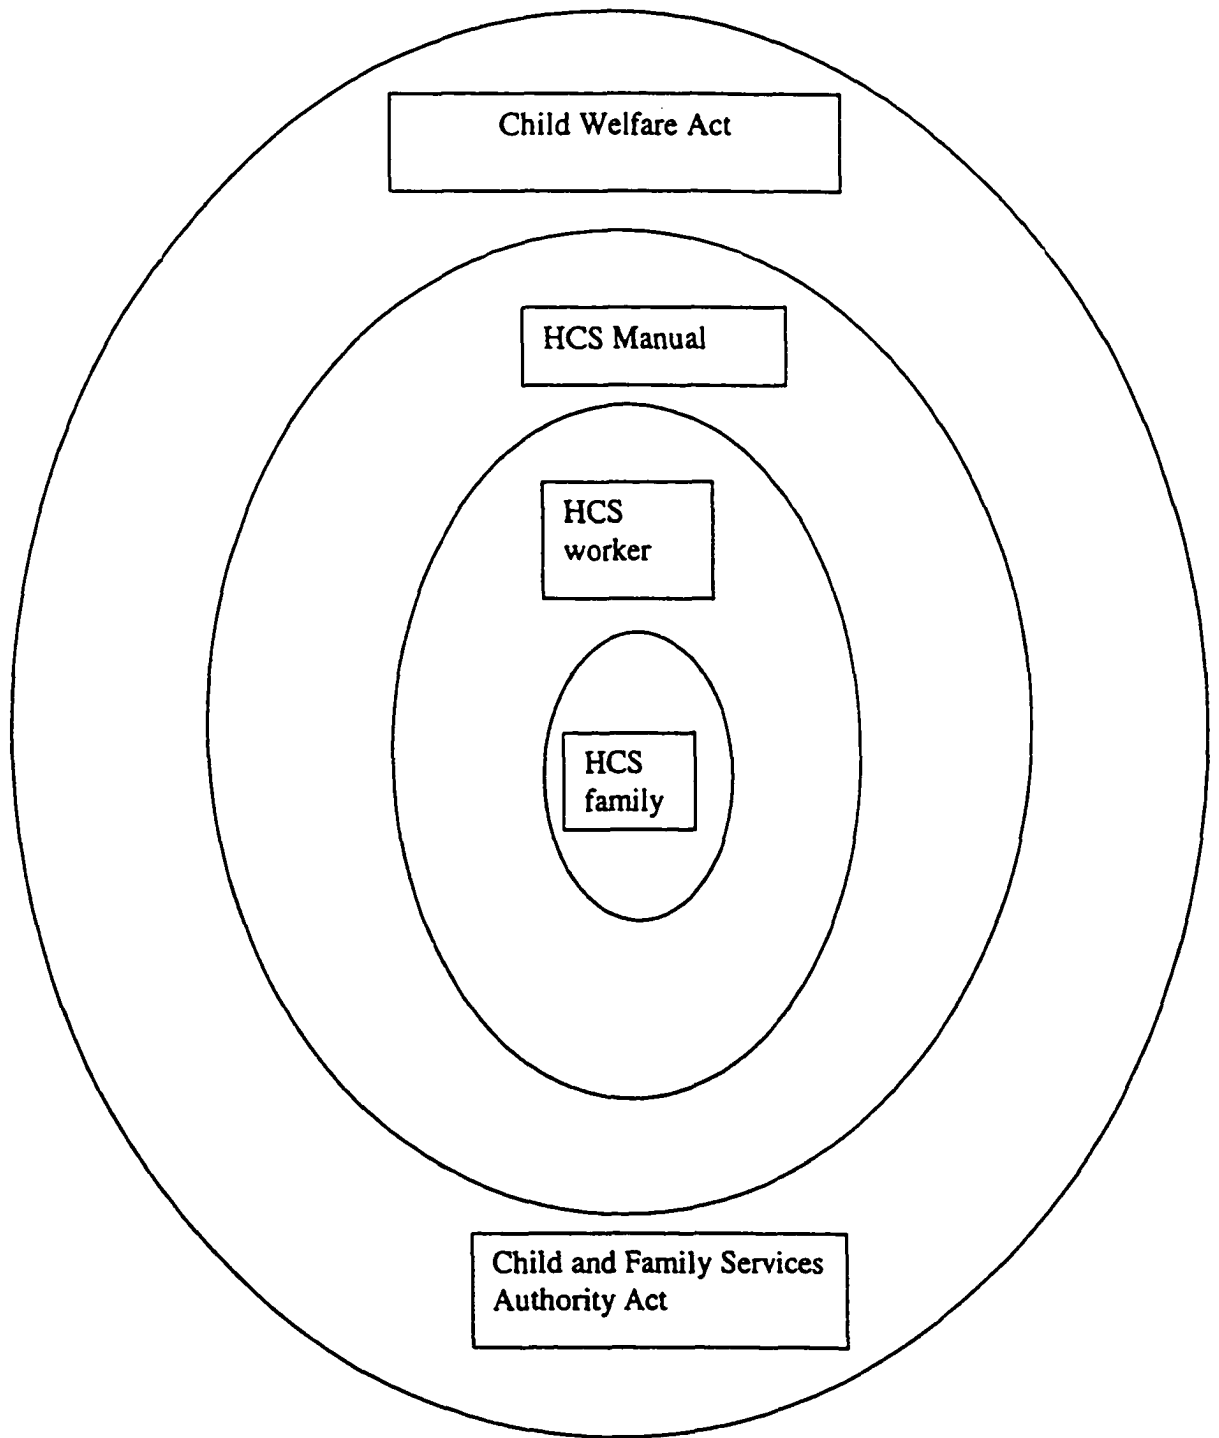 Child Welfare Act
HCS Manual
HCS
worker
HCS
family
Child and Family Services
Authority Act